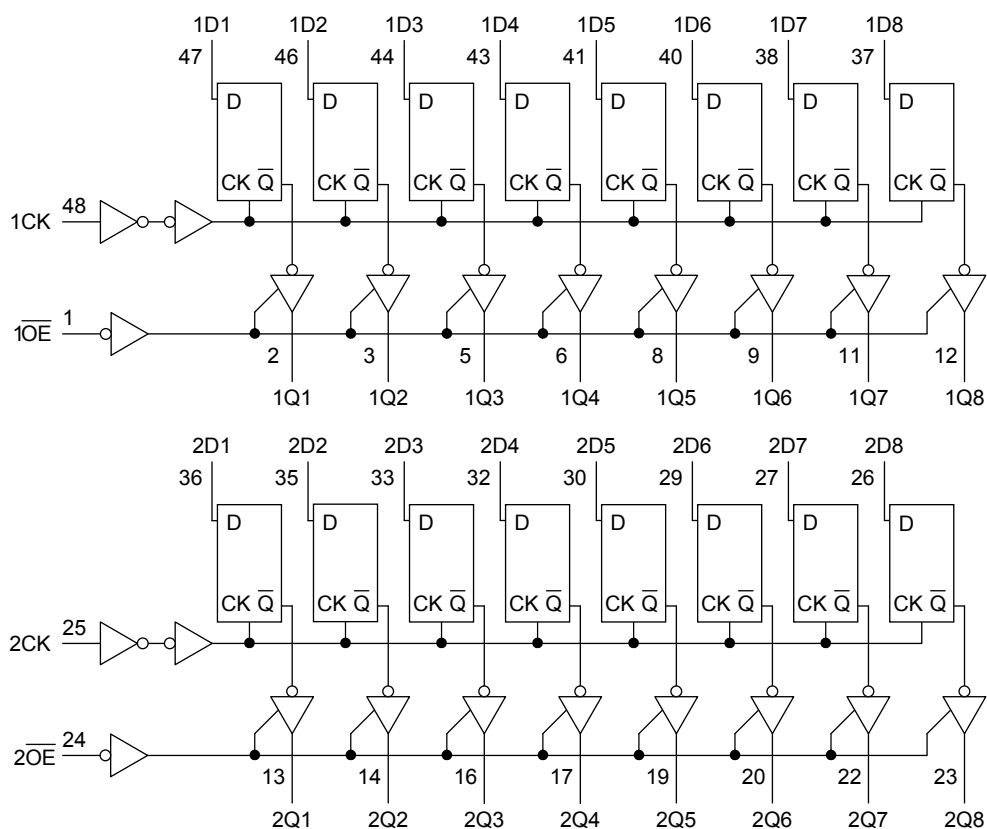 1D1 1D2 1D3 1D4 1D5 1D6 1D7 1D8
47 46 44 43 41 40 38 37
D D D D D D D D
CK Q̅ CK Q̅ CK Q̅ CK Q̅ CK Q̅ CK Q̅ CK Q̅ CK Q̅
1CK 48
1O̅E̅ 1
2 3 5 6 8 9 11 12
1Q1 1Q2 1Q3 1Q4 1Q5 1Q6 1Q7 1Q8
2D1 2D2 2D3 2D4 2D5 2D6 2D7 2D8
36 35 33 32 30 29 27 26
D D D D D D D D
CK Q̅ CK Q̅ CK Q̅ CK Q̅ CK Q̅ CK Q̅ CK Q̅ CK Q̅
2CK 25
2O̅E̅ 24
13 14 16 17 19 20 22 23
2Q1 2Q2 2Q3 2Q4 2Q5 2Q6 2Q7 2Q8